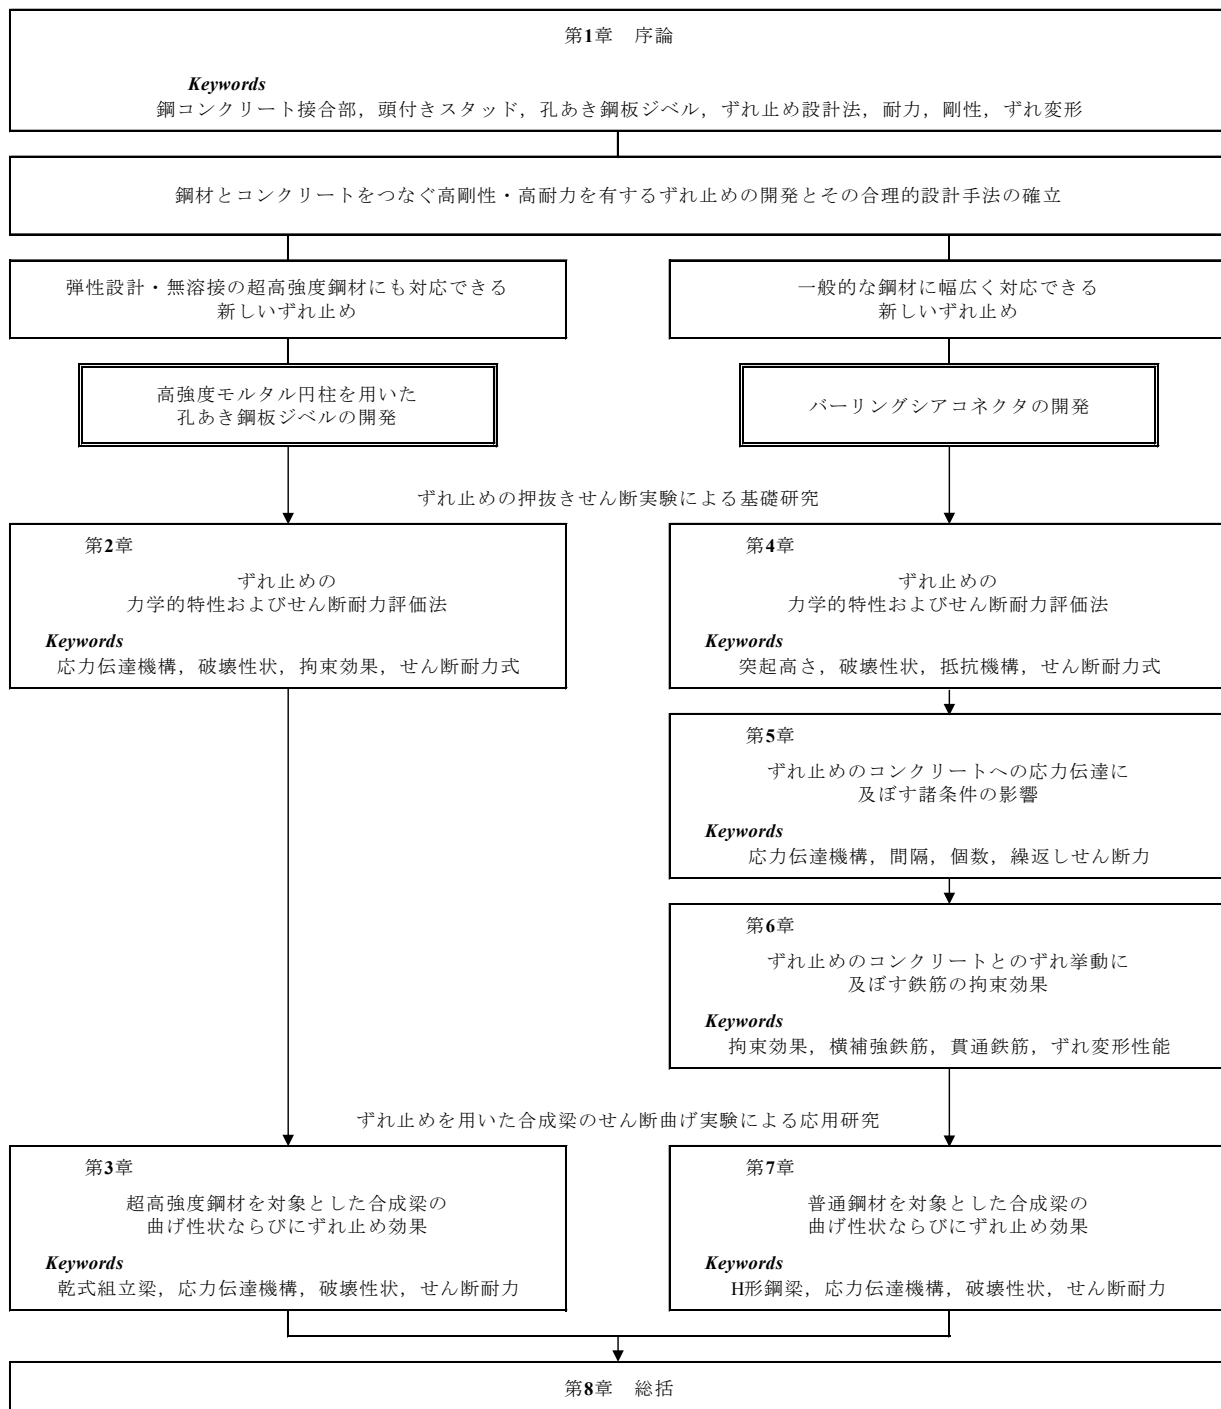 第1章　序論
Keywords
鋼コンクリート接合部，頭付きスタッド，孔あき鋼板ジベル，ずれ止め設計法，耐力，剛性，ずれ変形
鋼材とコンクリートをつなぐ高剛性・高耐力を有するずれ止めの開発とその合理的設計手法の確立
弾性設計・無溶接の超高強度鋼材にも対応できる
新しいずれ止め
一般的な鋼材に幅広く対応できる
新しいずれ止め
高強度モルタル円柱を用いた
孔あき鋼板ジベルの開発
バーリングシアコネクタの開発
ずれ止めの押抜きせん断実験による基礎研究
第2章
ずれ止めの
力学的特性およびせん断耐力評価法
Keywords
応力伝達機構，破壊性状，拘束効果，せん断耐力式
第4章
ずれ止めの
力学的特性およびせん断耐力評価法
Keywords
突起高さ，破壊性状，抵抗機構，せん断耐力式
第5章
ずれ止めのコンクリートへの応力伝達に
及ぼす諸条件の影響
Keywords
応力伝達機構，間隔，個数，繰返しせん断力
第6章
ずれ止めのコンクリートとのずれ挙動に
及ぼす鉄筋の拘束効果
Keywords
拘束効果，横補強鉄筋，貫通鉄筋，ずれ変形性能
ずれ止めを用いた合成梁のせん断曲げ実験による応用研究
第3章
超高強度鋼材を対象とした合成梁の
曲げ性状ならびにずれ止め効果
Keywords
乾式組立梁，応力伝達機構，破壊性状，せん断耐力
第7章
普通鋼材を対象とした合成梁の
曲げ性状ならびにずれ止め効果
Keywords
H形鋼梁，応力伝達機構，破壊性状，せん断耐力
第8章　総括